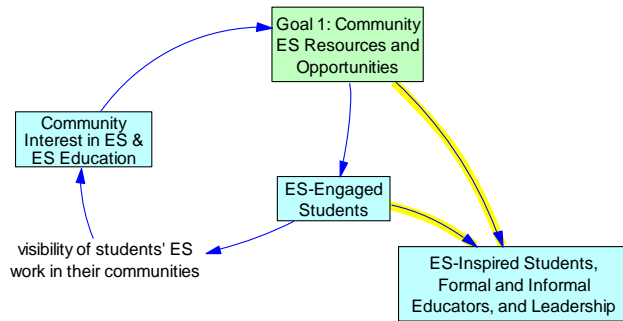 Goal 1: Community
ES Resources and
Opportunities
Community
Interest in ES &
ES Education
ES-Engaged
Students
visibility of students' ES
work in their communities
ES-Inspired Students,
Formal and Informal
Educators, and Leadership